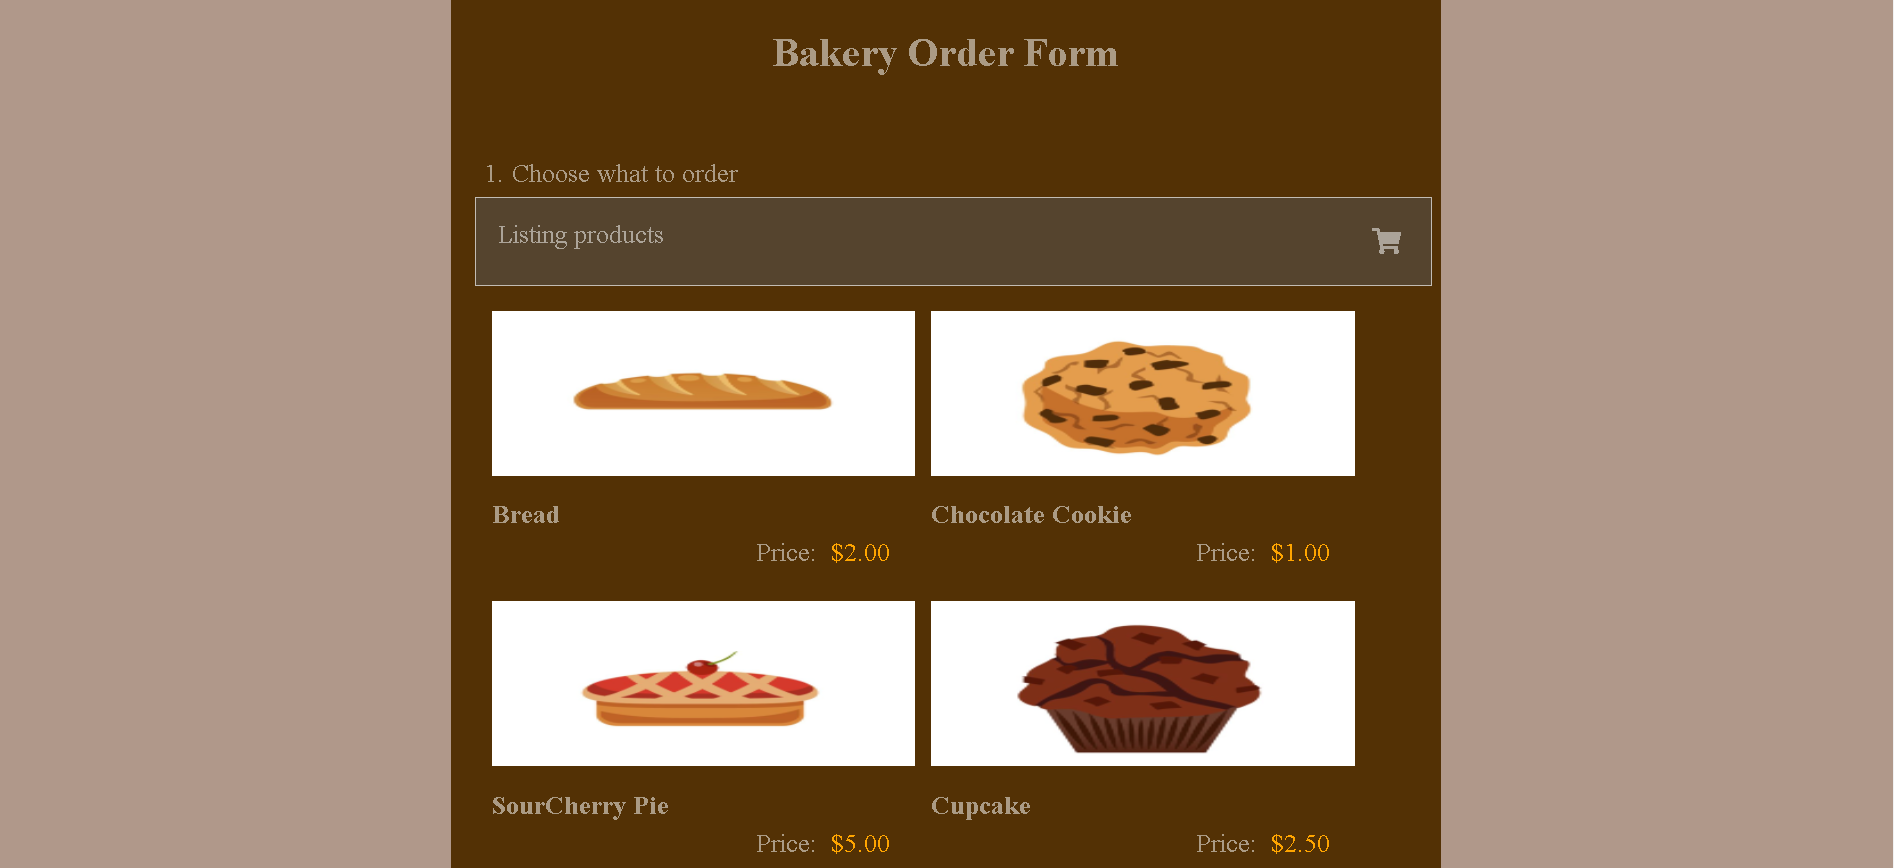 Bakery Order Form
1. Choose what to order
Listing products
Bread
Price: $2.00
Chocolate Cookie
Price: $1.00
SourCherry Pie
Price: $5.00
Cupcake
Price: $2.50